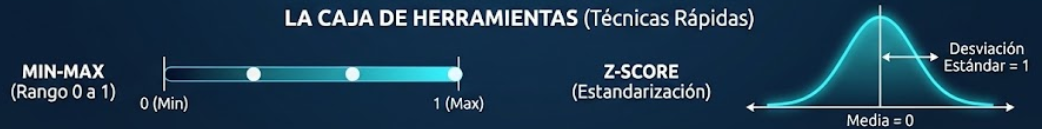 LA CAJA DE HERRAMIENTAS (Técnicas Rápidas)
MIN-MAX
(Rango 0 a 1)
0 (Min)
1 (Max)
Z-SCORE
(Estandarización)
Desviación
Estándar = 1
Media = 0